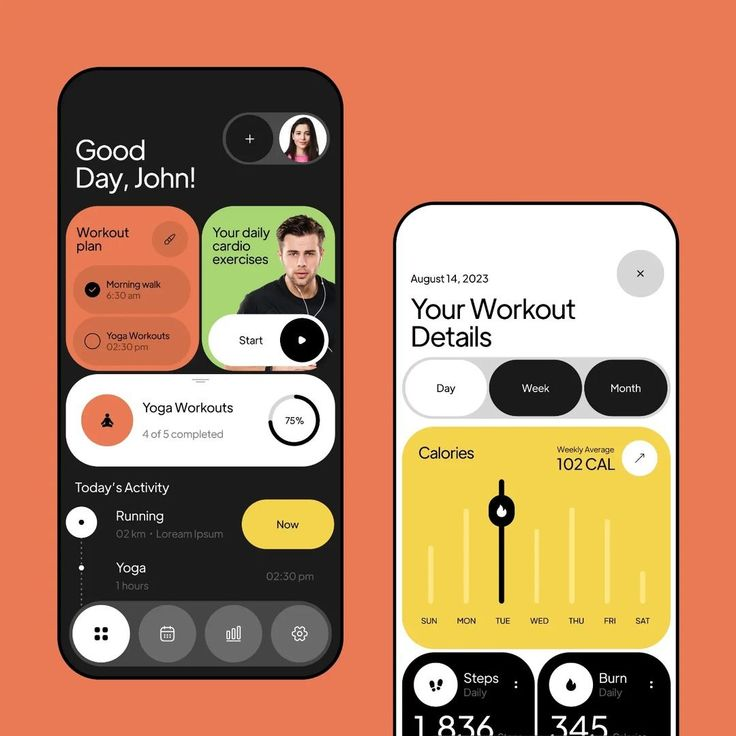 Good
Day, John!
Workout
plan
Morning walk
6:30 am
Yoga Workouts
02:30 pm
Your daily
cardio
exercises
Start
Yoga Workouts
4 of 5 completed
75%
Today's Activity
Running
02 km • Loream Ipsum
Now
Yoga
1 hours
02:30 pm
August 14, 2023
Your Workout
Details
Day
Week
Month
Calories
Weekly Average
102 CAL
SUN
MON
TUE
WED
THU
FRI
SAT
Steps
Daily
1,836
Burn
Daily
345